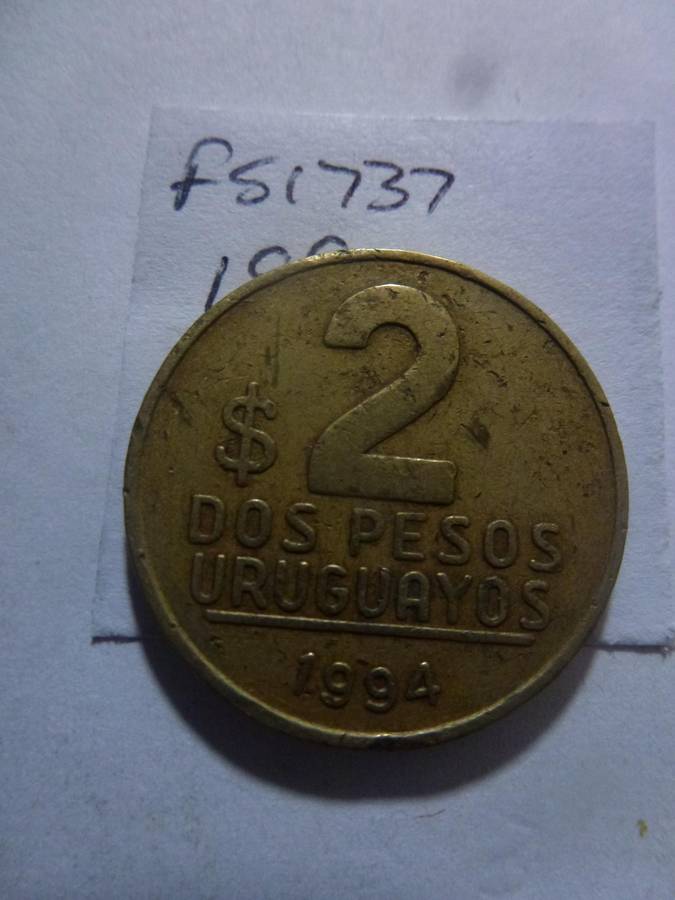 FS1737
$ 2
DOS PESOS
URUGUAYOS
1994